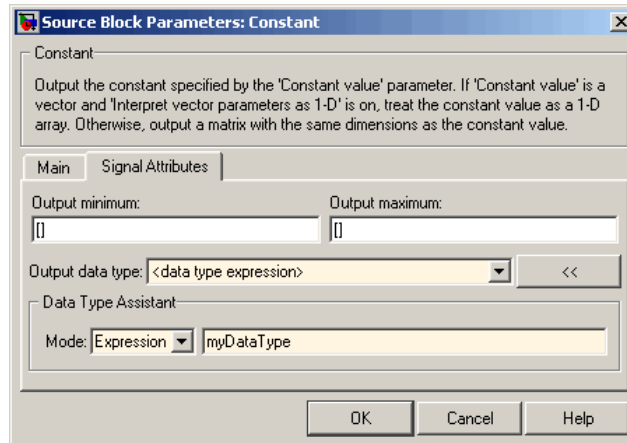 Source Block Parameters: Constant
Constant
Output the constant specified by the 'Constant value' parameter. If 'Constant value' is a
vector and 'Interpret vector parameters as 1-D' is on, treat the constant value as a 1-D
array. Otherwise, output a matrix with the same dimensions as the constant value.
Main Signal Attributes
Output minimum: Output maximum:
[] []
Output data type: <data type expression> <<
Data Type Assistant
Mode: Expression myDataType
OK Cancel Help